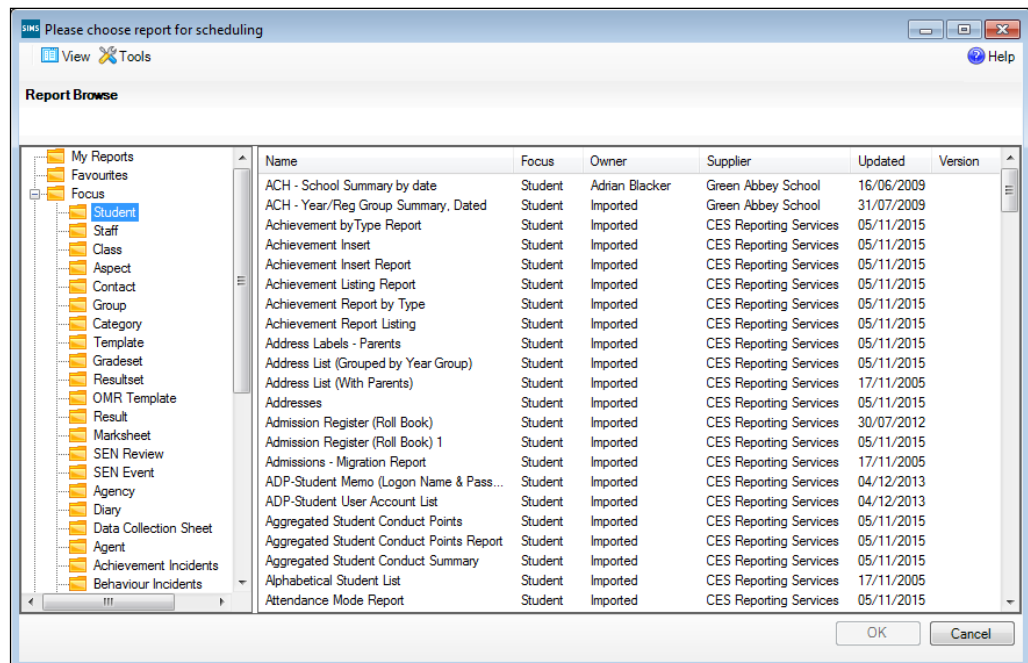 SIMS Please choose report for scheduling
View Tools Help
Report Browse
My Reports
Favourites
Focus
Student
Staff
Class
Aspect
Contact
Group
Category
Template
Gradeset
Resultset
OMR Template
Result
Marksheet
SEN Review
SEN Event
Agency
Diary
Data Collection Sheet
Agent
Achievement Incidents
Behaviour Incidents
Name Focus Owner Supplier Updated Version
ACH - School Summary by date Student Adrian Blacker Green Abbey School 16/06/2009
ACH - Year/Reg Group Summary, Dated Student Imported Green Abbey School 31/07/2009
Achievement byType Report Student Imported CES Reporting Services 05/11/2015
Achievement Insert Student Imported CES Reporting Services 05/11/2015
Achievement Insert Report Student Imported CES Reporting Services 05/11/2015
Achievement Listing Report Student Imported CES Reporting Services 05/11/2015
Achievement Report by Type Student Imported CES Reporting Services 05/11/2015
Achievement Report Listing Student Imported CES Reporting Services 05/11/2015
Address Labels - Parents Student Imported CES Reporting Services 05/11/2015
Address List (Grouped by Year Group) Student Imported CES Reporting Services 05/11/2015
Address List (With Parents) Student Imported CES Reporting Services 17/11/2005
Addresses Student Imported CES Reporting Services 05/11/2015
Admission Register (Roll Book) Student Imported CES Reporting Services 30/07/2012
Admission Register (Roll Book) 1 Student Imported CES Reporting Services 05/11/2015
Admissions - Migration Report Student Imported CES Reporting Services 17/11/2005
ADP-Student Memo (Logon Name & Pass... Student Imported CES Reporting Services 04/12/2013
ADP-Student User Account List Student Imported CES Reporting Services 04/12/2013
Aggregated Student Conduct Points Student Imported CES Reporting Services 05/11/2015
Aggregated Student Conduct Points Report Student Imported CES Reporting Services 05/11/2015
Aggregated Student Conduct Summary Student Imported CES Reporting Services 05/11/2015
Alphabetical Student List Student Imported CES Reporting Services 17/11/2005
Attendance Mode Report Student Imported CES Reporting Services 05/11/2015
OK Cancel